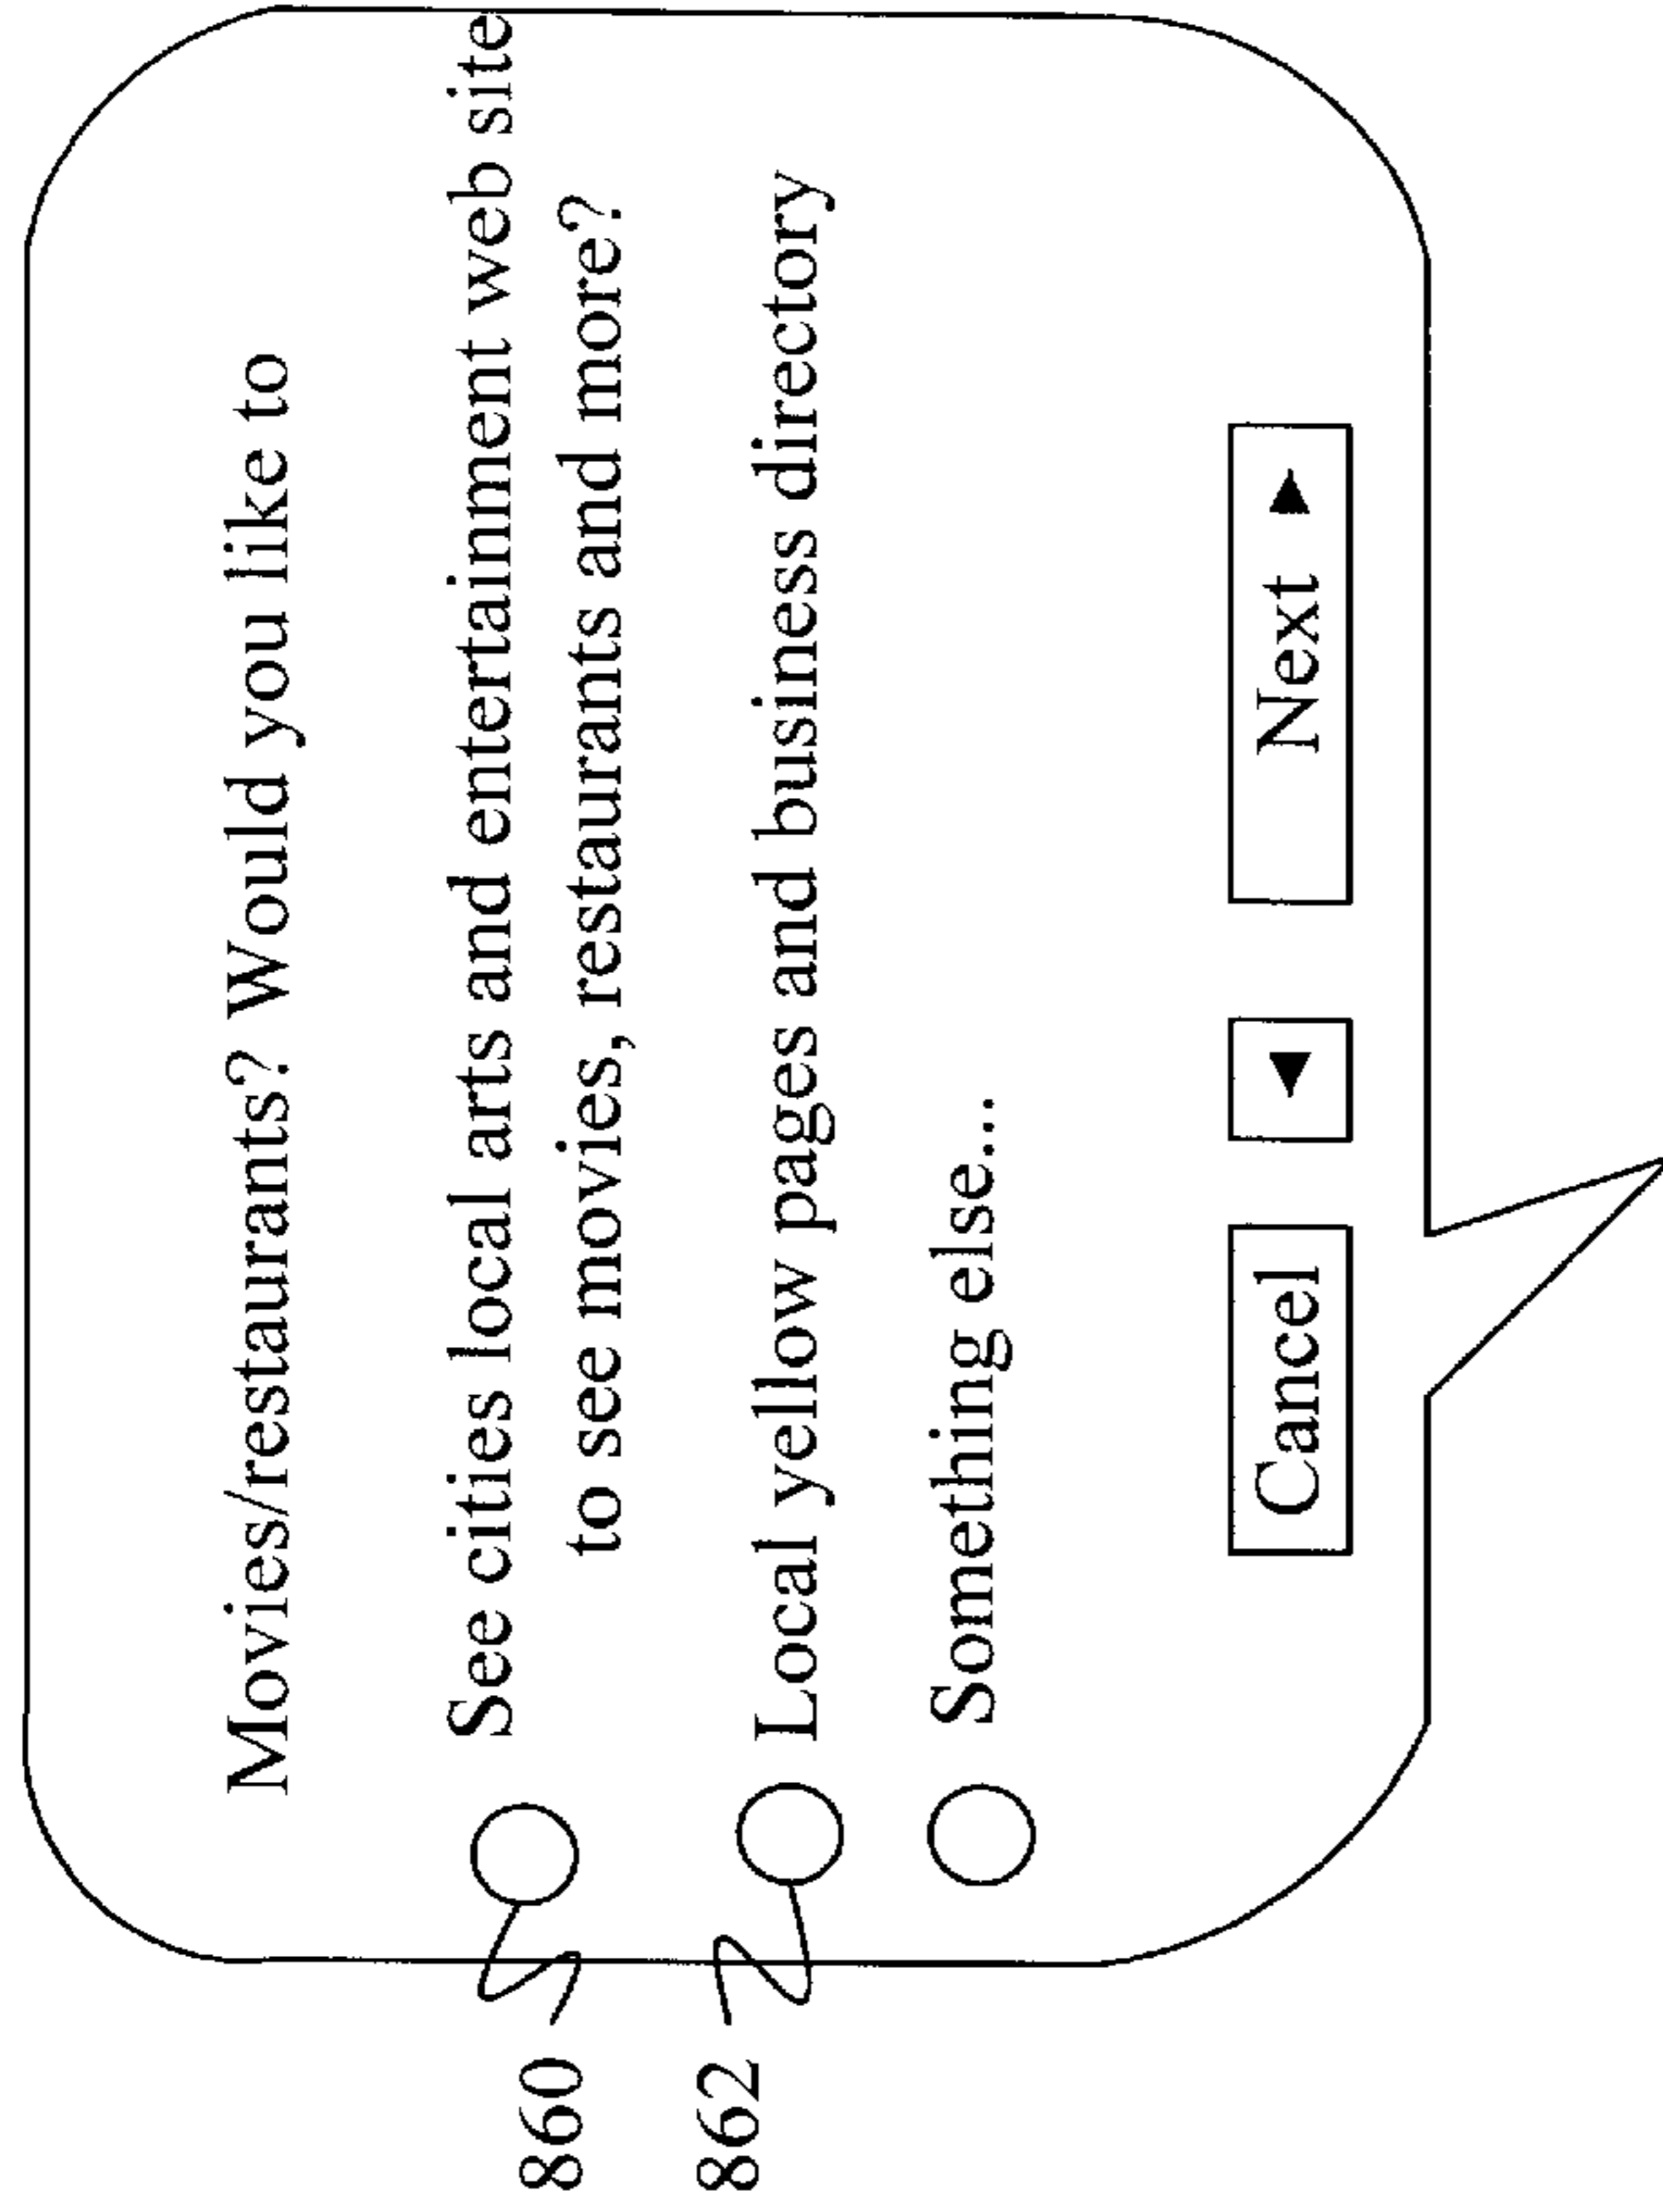 Movies/restaurants? Would you like to
860
See cities local arts and entertainment web site
to see movies, restaurants and more?
862
Local yellow pages and business directory
Something else...
Cancel ◄ Next ►